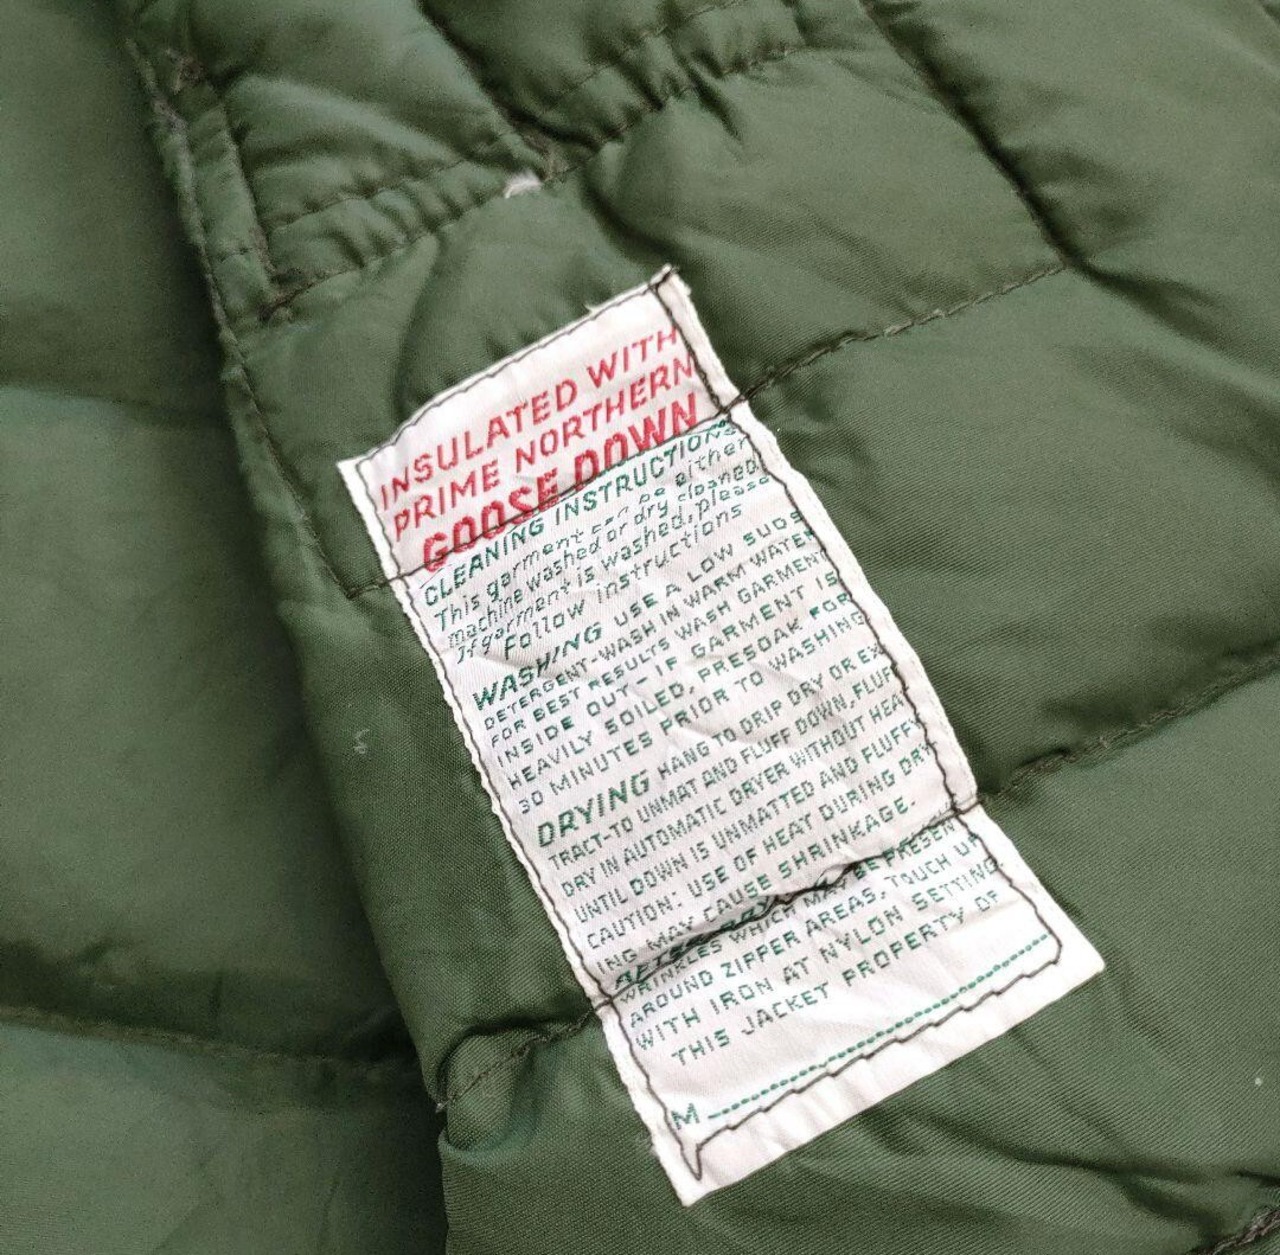 INSULATED WITH
PRIME NORTHERN
GOOSE DOWN
CLEANING INSTRUCTIONS
This garment can be either
machine washed or dry cleaned
If garment is washed, please
Follow instructions
WASHING USE A LOW SUDS
DETERGENT-WASH IN WARM WATER
FOR BEST RESULTS WASH GARMENT
INSIDE OUT-IF GARMENT IS
HEAVILY SOILED, PRESOAK FOR
30 MINUTES PRIOR TO WASHING
DRYING HANG TO DRIP DRY OR EX
TRACT-TO UNMAT AND FLUFF DOWN, FLUFF
DRY IN AUTOMATIC DRYER WITHOUT HEAT
UNTIL DOWN IS UNMATTED AND FLUFFY
CAUTION: USE OF HEAT DURING DRY
ING MAY CAUSE SHRINKAGE.
AFTER DRY
WRINKLES WHICH MAY BE PRESENT
AROUND ZIPPER AREAS, TOUCH UP
WITH IRON AT NYLON SETTING.
THIS JACKET PROPERTY OF
M